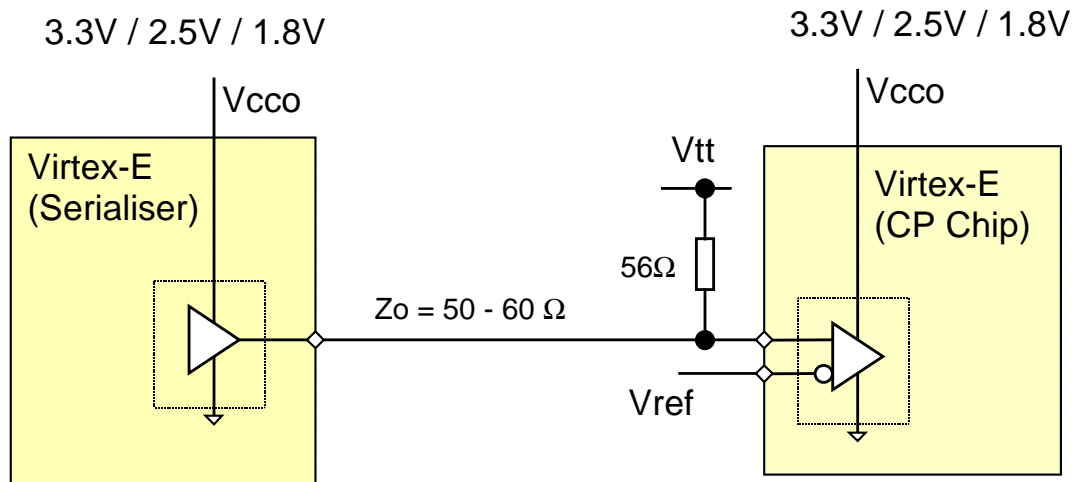 3.3V / 2.5V / 1.8V
3.3V / 2.5V / 1.8V
Vcco
Vcco
Virtex-E
(Serialiser)
Vtt
Virtex-E
(CP Chip)
56Ω
Zo = 50 - 60 Ω
Vref